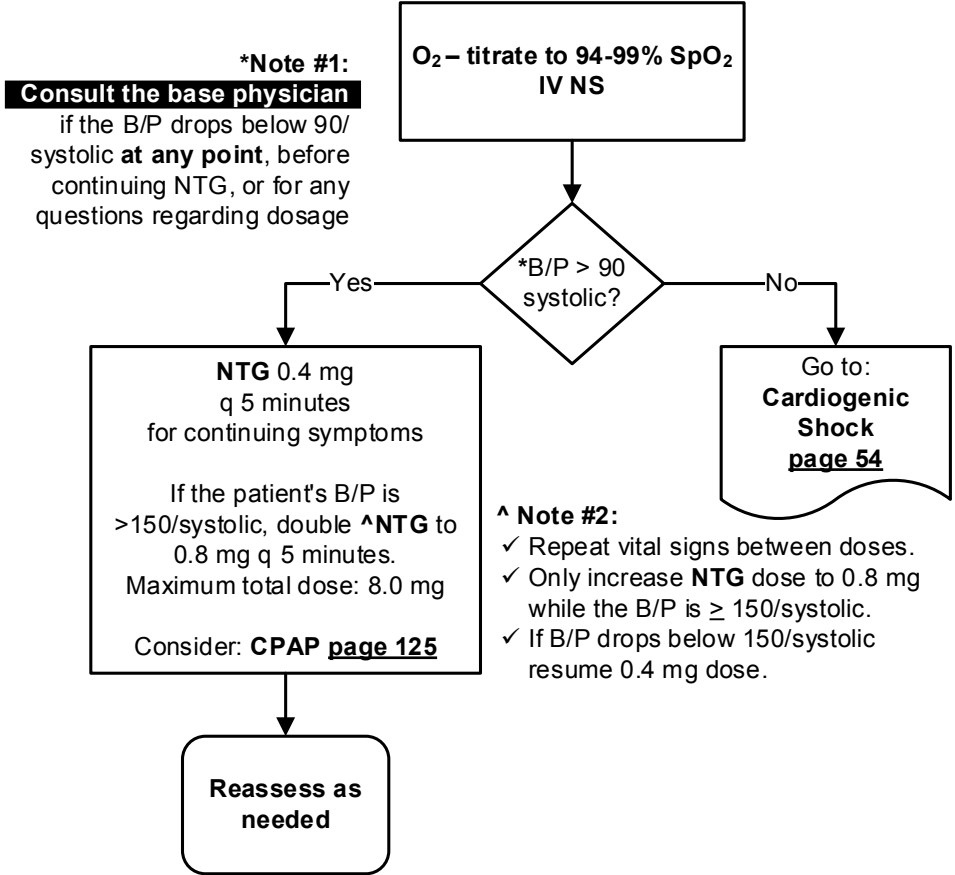 O₂ – titrate to 94-99% SpO₂
IV NS
*Note #1:
Consult the base physician
if the B/P drops below 90/
systolic at any point, before
continuing NTG, or for any
questions regarding dosage
*B/P > 90
systolic?
Yes
No
NTG 0.4 mg
q 5 minutes
for continuing symptoms
If the patient's B/P is
>150/systolic, double ^NTG to
0.8 mg q 5 minutes.
Maximum total dose: 8.0 mg
Consider: CPAP page 125
Go to:
Cardiogenic
Shock
page 54
^ Note #2:
✓ Repeat vital signs between doses.
✓ Only increase NTG dose to 0.8 mg
while the B/P is ≥ 150/systolic.
✓ If B/P drops below 150/systolic
resume 0.4 mg dose.
Reassess as
needed